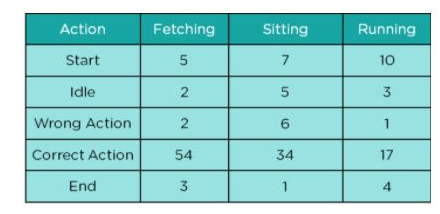 Action Fetching Sitting Running
Start 5 7 10
Idle 2 5 3
Wrong Action 2 6 1
Correct Action 54 34 17
End 3 1 4